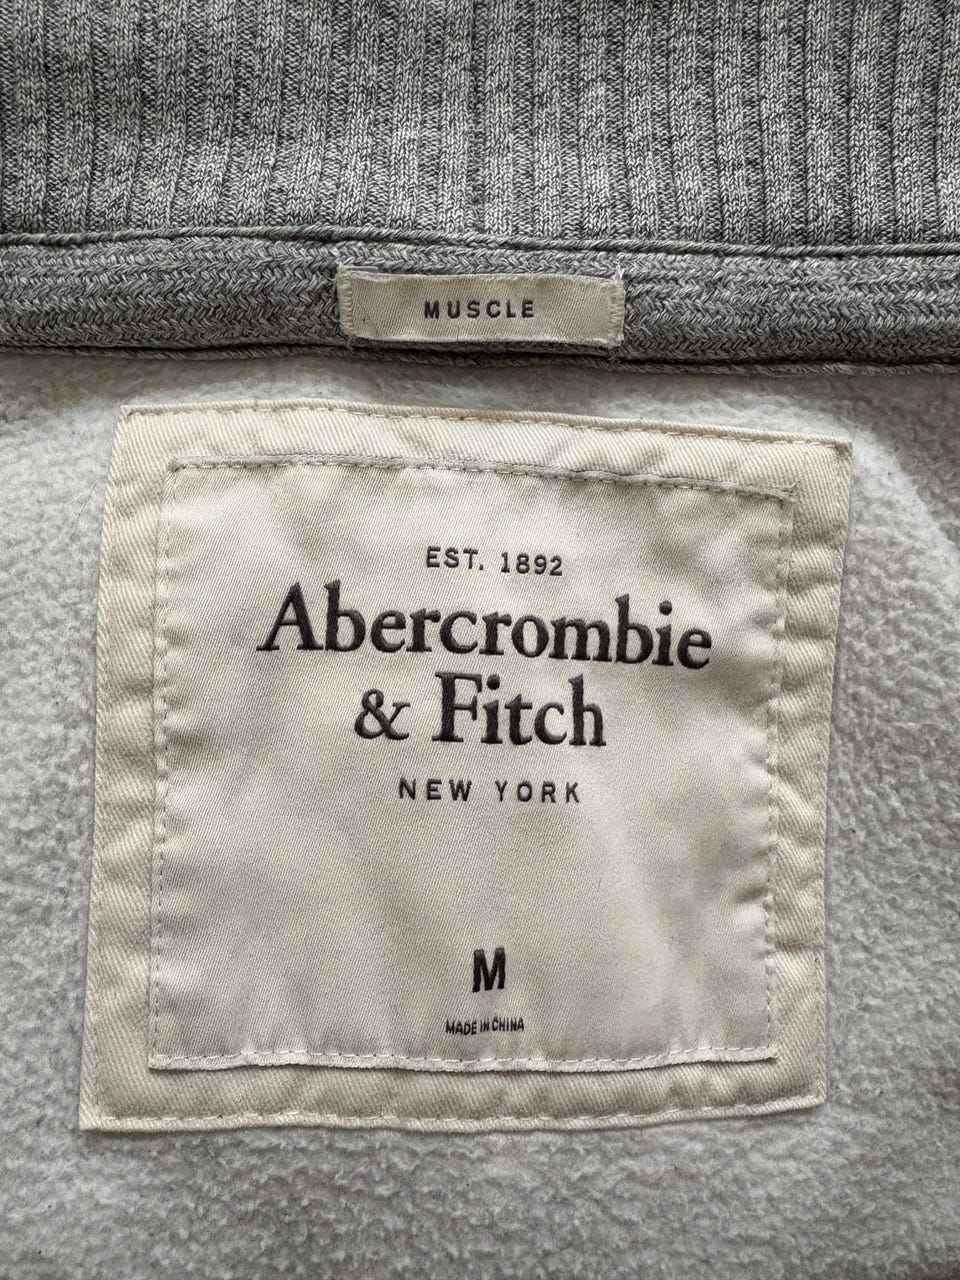 MUSCLE
EST. 1892
Abercrombie
& Fitch
NEW YORK
M
MADE IN CHINA